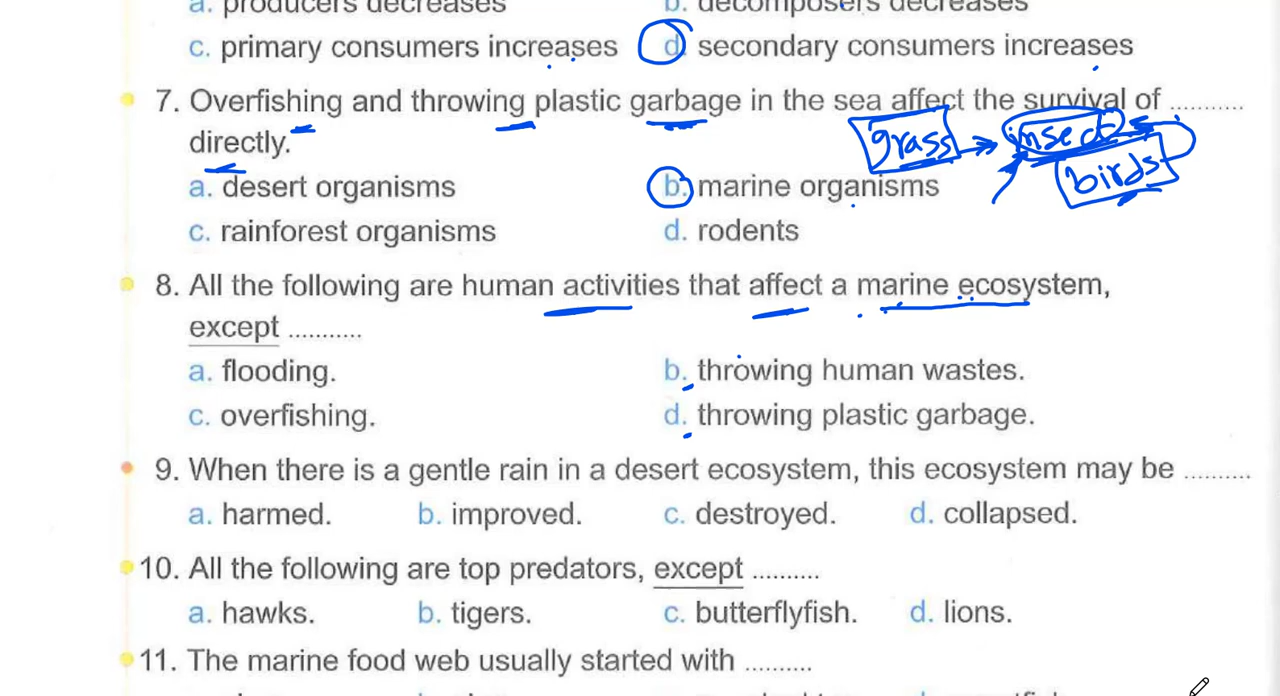 a. producers decreases b. decomposers decreases
c. primary consumers increases d. secondary consumers increases
7. Overfishing and throwing plastic garbage in the sea affect the survival of ...........
directly.
grass → insect
birds
a. desert organisms b. marine organisms
c. rainforest organisms d. rodents
8. All the following are human activities that affect a marine ecosystem,
except ...........
a. flooding. b. throwing human wastes.
c. overfishing. d. throwing plastic garbage.
9. When there is a gentle rain in a desert ecosystem, this ecosystem may be ..........
a. harmed. b. improved. c. destroyed. d. collapsed.
10. All the following are top predators, except ..........
a. hawks. b. tigers. c. butterflyfish. d. lions.
11. The marine food web usually started with ..........